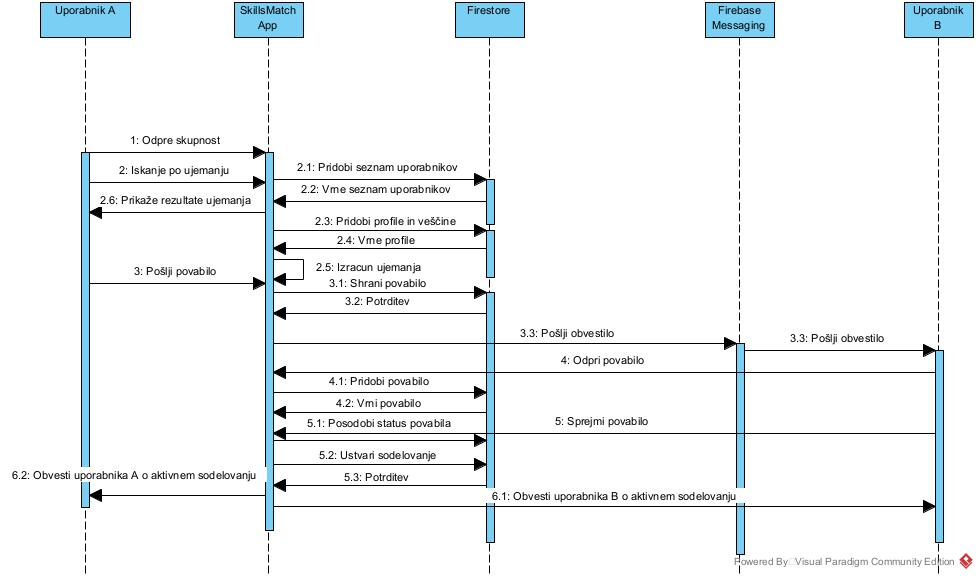 Uporabnik A
SkillsMatch
App
Firestore
Firebase
Messaging
Uporabnik
B
1: Odpre skupnost
2: Iskanje po ujemanju
2.1: Pridobi seznam uporabnikov
2.2: Vrne seznam uporabnikov
2.6: Prikaže rezultate ujemanja
2.3: Pridobi profile in veščine
2.4: Vrne profile
2.5: Izracun ujemanja
3: Pošlji povabilo
3.1: Shrani povabilo
3.2: Potrditev
3.3: Pošlji obvestilo
3.3: Pošlji obvestilo
4: Odpri povabilo
4.1: Pridobi povabilo
4.2: Vrni povabilo
5.1: Posodobi status povabila
5: Sprejmi povabilo
5.2: Ustvari sodelovanje
5.3: Potrditev
6.2: Obvesti uporabnika A o aktivnem sodelovanju
6.1: Obvesti uporabnika B o aktivnem sodelovanju
Powered By Visual Paradigm Community Edition